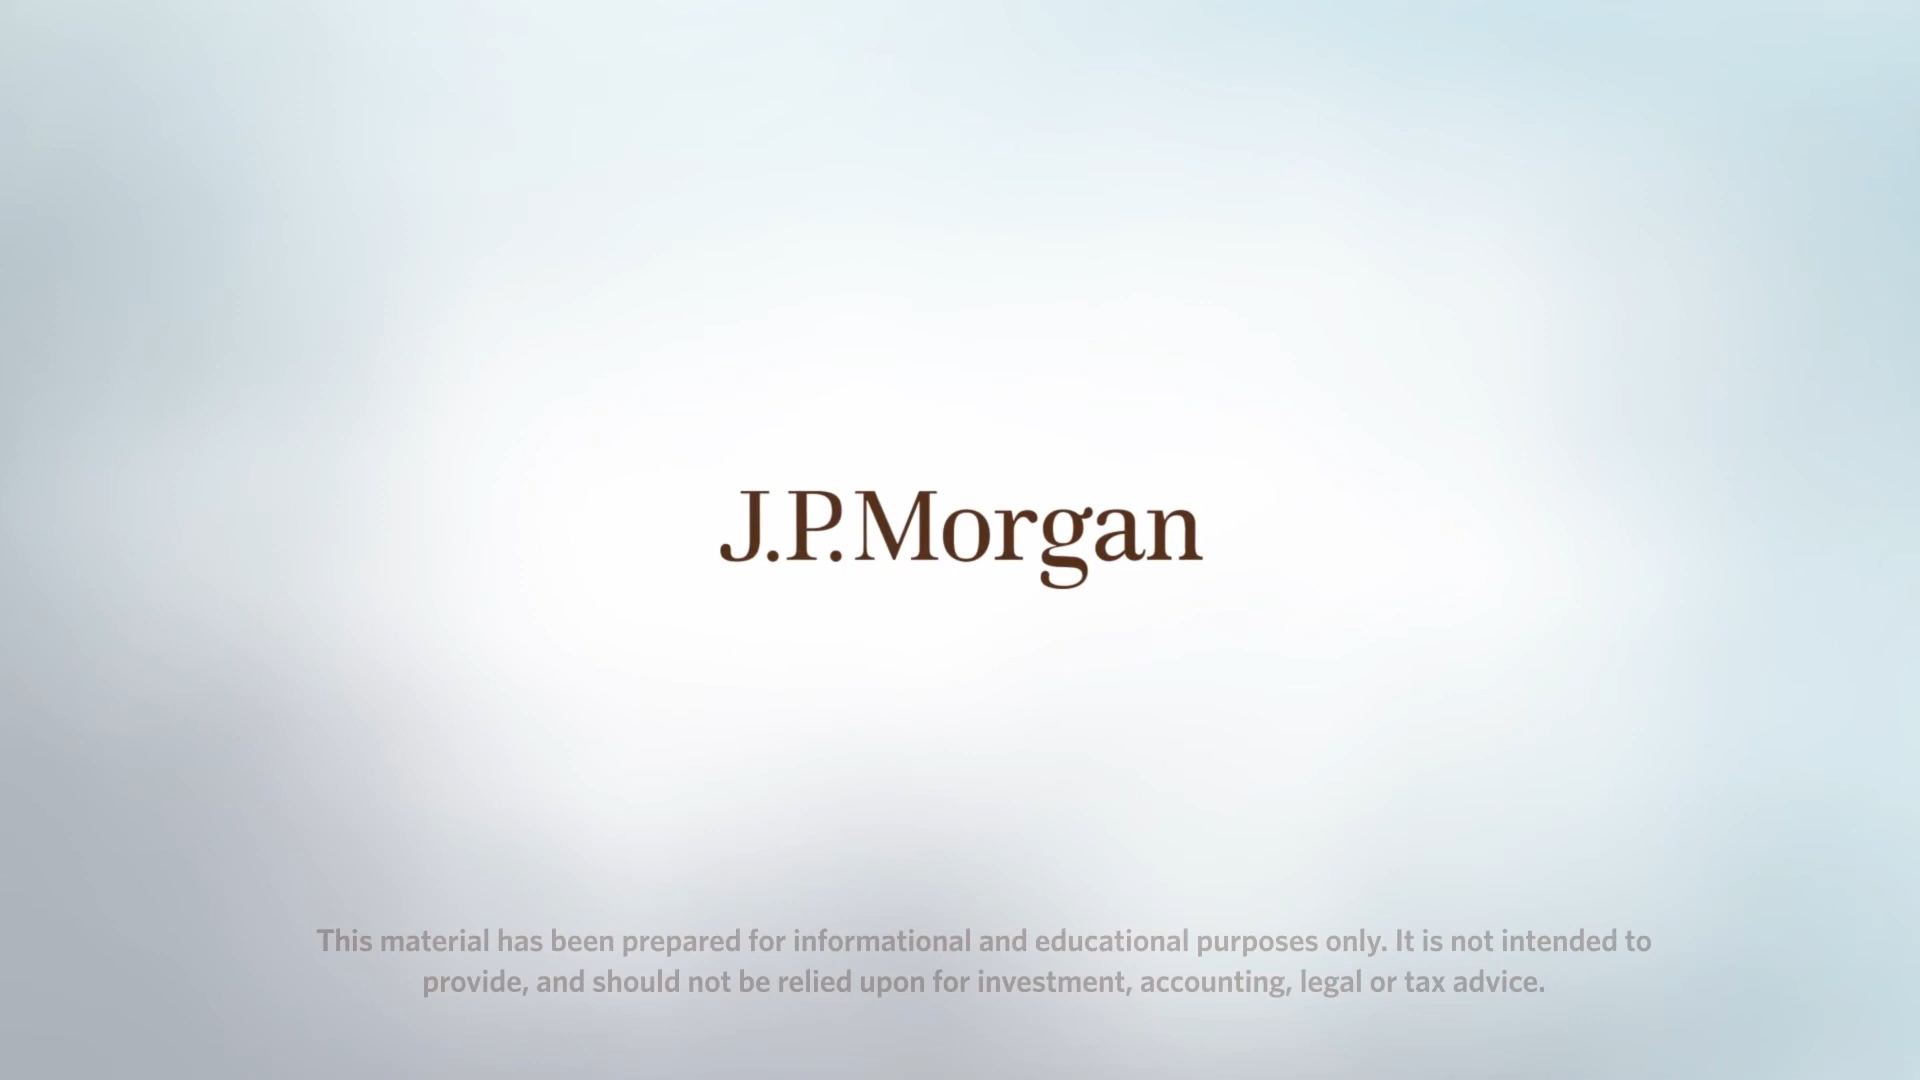 J.P.Morgan
This material has been prepared for informational and educational purposes only. It is not intended to
provide, and should not be relied upon for investment, accounting, legal or tax advice.